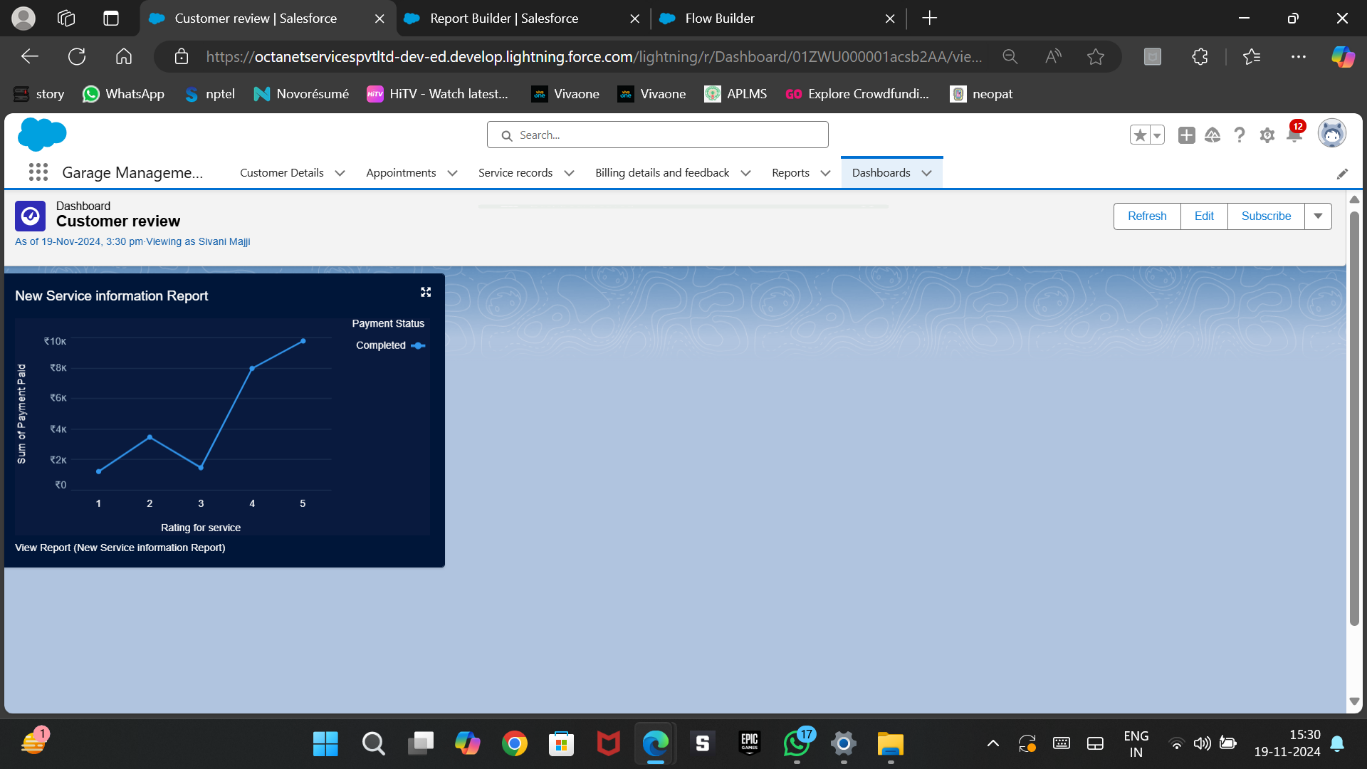 Customer review | Salesforce
Report Builder | Salesforce
Flow Builder
https://octanetservicespvtltd-dev-ed.develop.lightning.force.com/lightning/r/Dashboard/01ZWU000001acsb2AA/vie...
story
WhatsApp
nptel
Novorésumé
HiTV - Watch latest...
Vivaone
Vivaone
APLMS
GO Explore Crowdfundi...
neopat
Search...
12
Garage Manageme...
Customer Details
Appointments
Service records
Billing details and feedback
Reports
Dashboards
Dashboard
Customer review
As of 19-Nov-2024, 3:30 pm·Viewing as Sivani Majji
Refresh
Edit
Subscribe
New Service information Report
Payment Status
Completed
Sum of Payment Paid
₹10K
₹8K
₹6K
₹4K
₹2K
₹0
1 2 3 4 5
Rating for service
View Report (New Service information Report)
1
S
EPIC GAMES
17
ENG
IN
15:30
19-11-2024